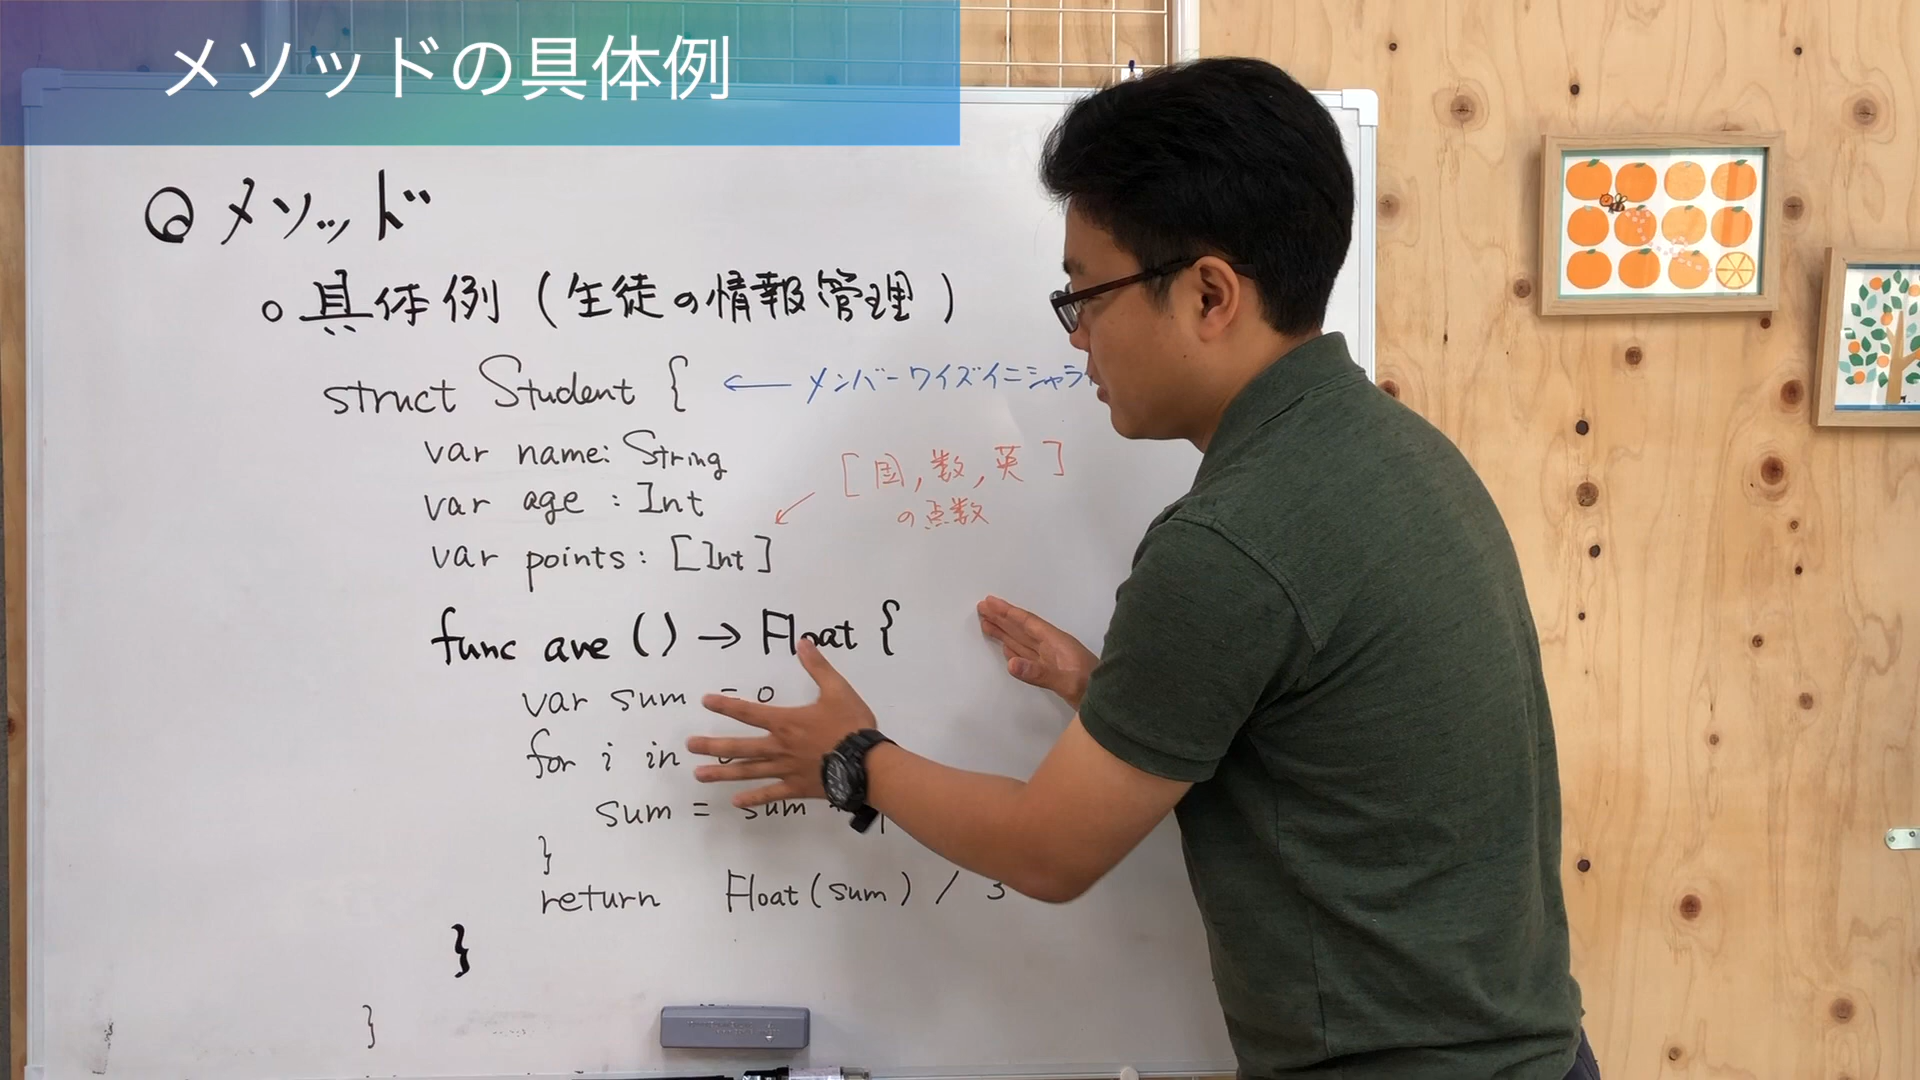 メソッドの具体例
メソッド
具体例(生徒の情報管理)
struct Student { ← メンバーワイズイニシャライ
var name: String
var age : Int
[国, 数, 英]
の点数
var points : [Int]
func ave () → Float {
var sum = 0
for i in
sum = sum +
}
return Float(sum) / 3
}
}